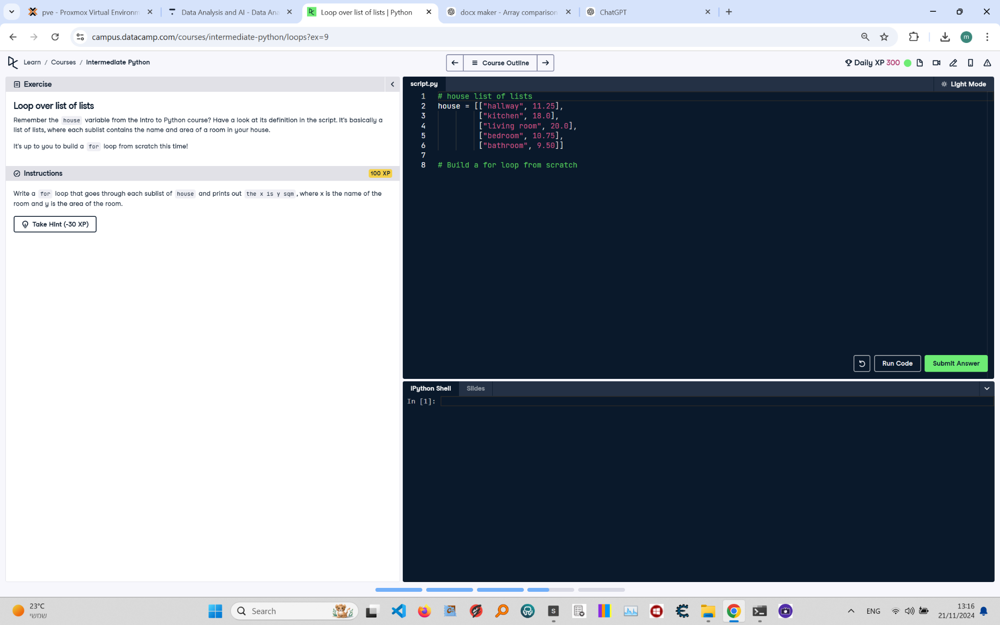 pve - Proxmox Virtual Environm
Data Analysis and AI - Data Ana
Loop over list of lists | Python
docx maker - Array comparison
ChatGPT
campus.datacamp.com/courses/intermediate-python/loops?ex=9
m
Learn / Courses / Intermediate Python
Course Outline
Daily XP 300
Exercise
Loop over list of lists
Remember the house variable from the Intro to Python course? Have a look at its definition in the script. It's basically a
list of lists, where each sublist contains the name and area of a room in your house.
It's up to you to build a for loop from scratch this time!
Instructions
100 XP
Write a for loop that goes through each sublist of house and prints out the x is y sqm, where x is the name of the
room and y is the area of the room.
Take Hint (-30 XP)
script.py
Light Mode
1 # house list of lists
2 house = [["hallway", 11.25],
3 ["kitchen", 18.0],
4 ["living room", 20.0],
5 ["bedroom", 10.75],
6 ["bathroom", 9.50]]
7
8 # Build a for loop from scratch
Run Code
Submit Answer
IPython Shell
Slides
In [1]:
23°C
שמשי
Search
S
ENG
13:16
21/11/2024